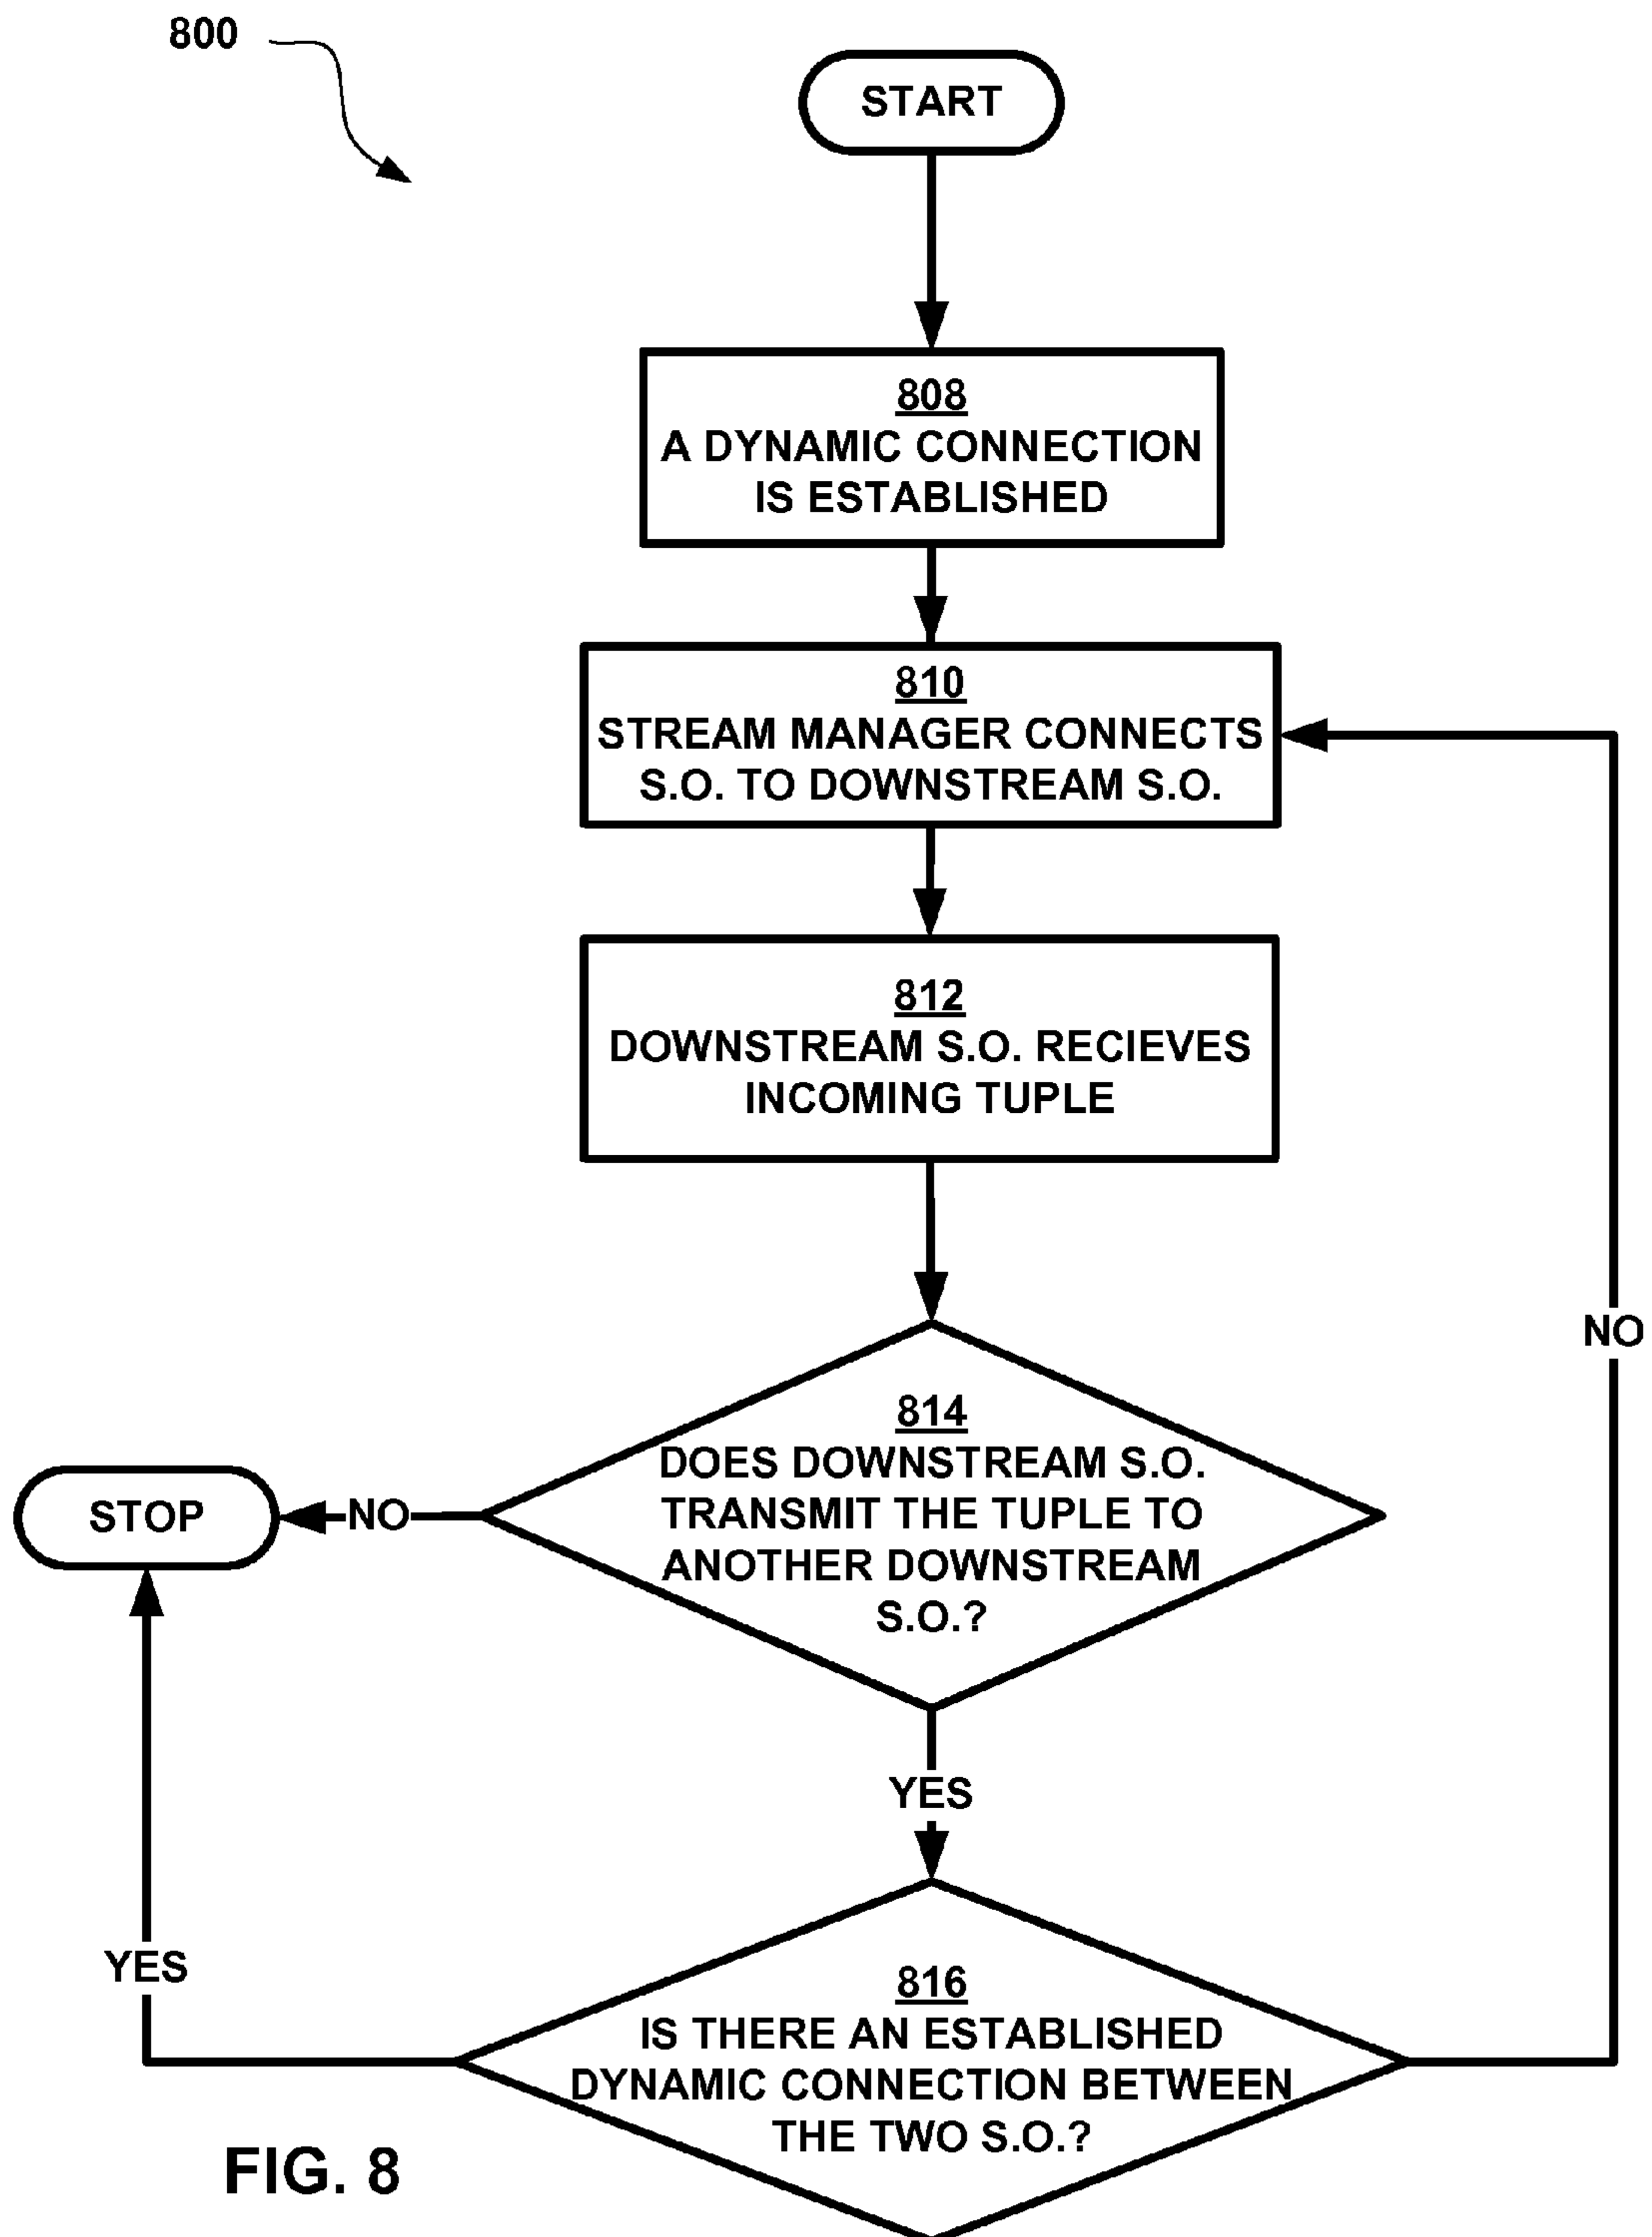 800
START
808
A DYNAMIC CONNECTION
IS ESTABLISHED
810
STREAM MANAGER CONNECTS
S.O. TO DOWNSTREAM S.O.
812
DOWNSTREAM S.O. RECIEVES
INCOMING TUPLE
NO
814
DOES DOWNSTREAM S.O.
TRANSMIT THE TUPLE TO
ANOTHER DOWNSTREAM
S.O.?
STOP
NO
YES
YES
816
IS THERE AN ESTABLISHED
DYNAMIC CONNECTION BETWEEN
THE TWO S.O.?
FIG. 8